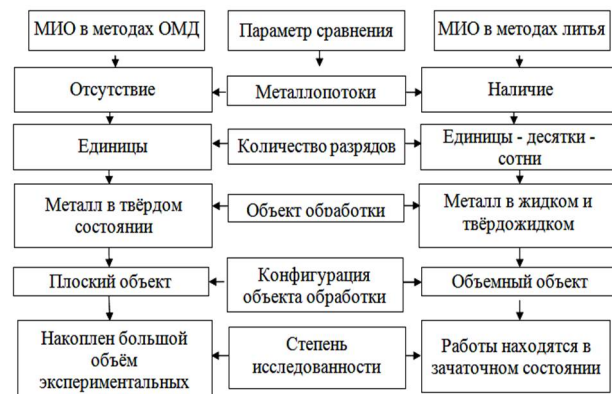 МИО в методах ОМД
Параметр сравнения
МИО в методах литья
Отсутствие
Металлопотоки
Наличие
Единицы
Количество разрядов
Единицы - десятки -
сотни
Металл в твёрдом
состоянии
Объект обработки
Металл в жидком и
твёрдожидком
Плоский объект
Конфигурация
объекта обработки
Объемный объект
Накоплен большой
объём
экспериментальных
Степень
исследованности
Работы находятся в
зачаточном состоянии